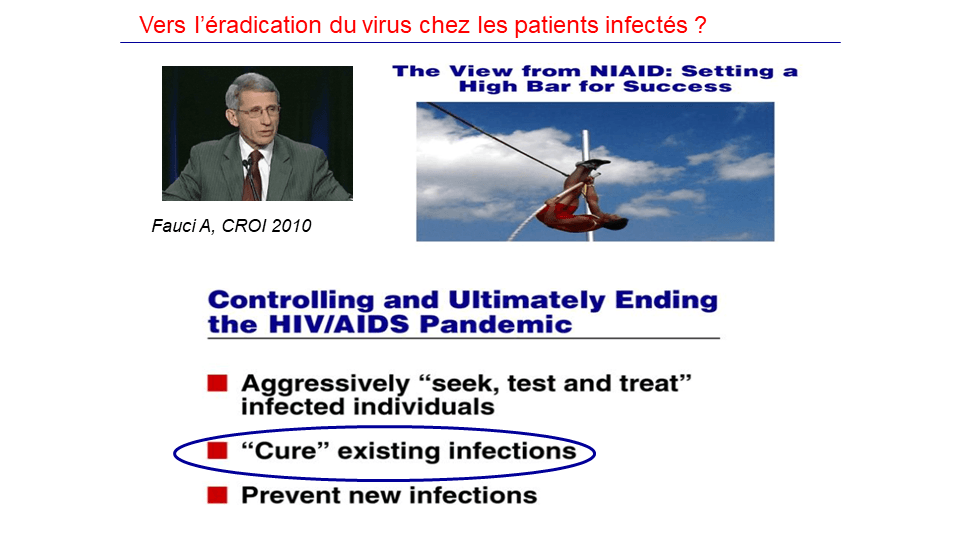 Vers l’éradication du virus chez les patients infectés ?
The View from NIAID: Setting a
High Bar for Success
Fauci A, CROI 2010
Controlling and Ultimately Ending
the HIV/AIDS Pandemic
Aggressively “seek, test and treat”
infected individuals
“Cure” existing infections
Prevent new infections